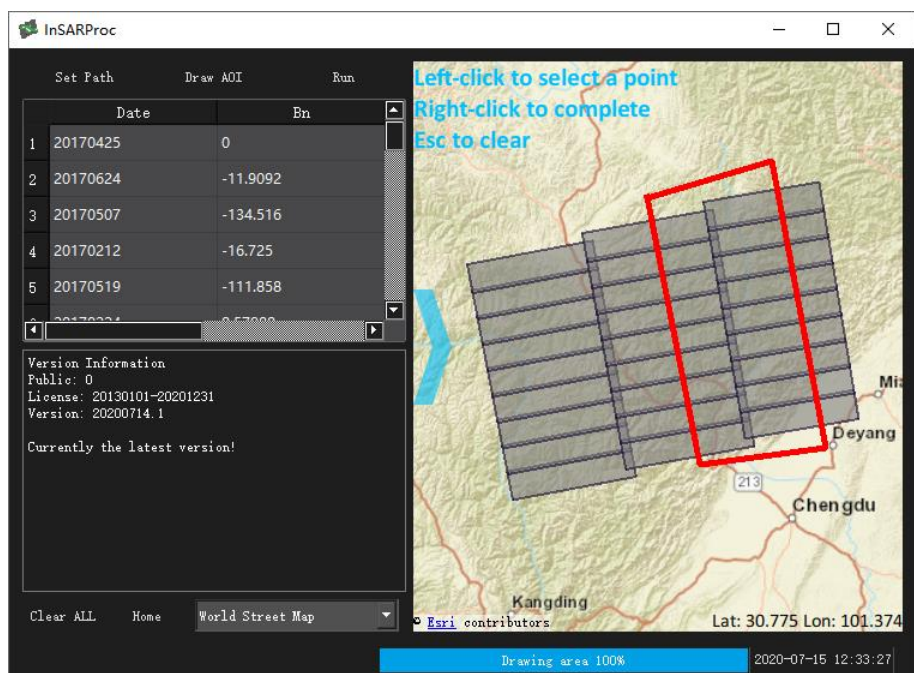 InSARProc
Set Path Draw AOI Run
Date Bn
1 20170425 0
2 20170624 -11.9092
3 20170507 -134.516
4 20170212 -16.725
5 20170519 -111.858
Version Information
Public: 0
License: 20130101-20201231
Version: 20200714.1
Currently the latest version!
Clear ALL Home World Street Map
Left-click to select a point
Right-click to complete
Esc to clear
Deyang
213
Chengdu
Kangding
© Esri contributors
Lat: 30.775 Lon: 101.374
Drawing area 100% 2020-07-15 12:33:27